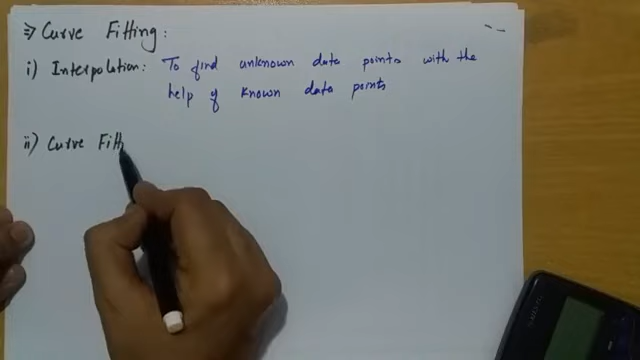 ⇒ Curve Fitting :
i) Interpolation : To find unknown data points with the
help of known data points
ii) Curve Fitt